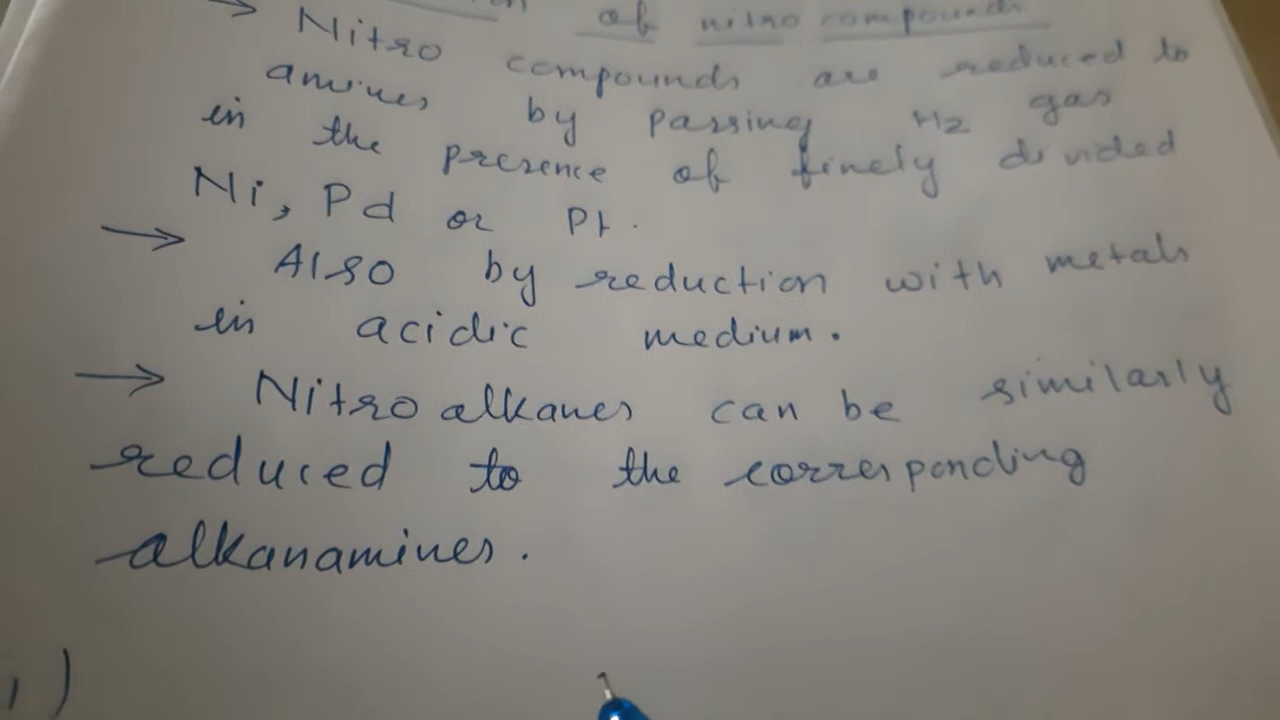 of nitro compounds
→ Nitro compounds are reduced to
amines by passing H2 gas
in the presence of finely divided
Ni, Pd or Pt.
→ Also by reduction with metals
in acidic medium.
→ Nitroalkanes can be similarly
reduced to the corresponding
alkanamines.
1)